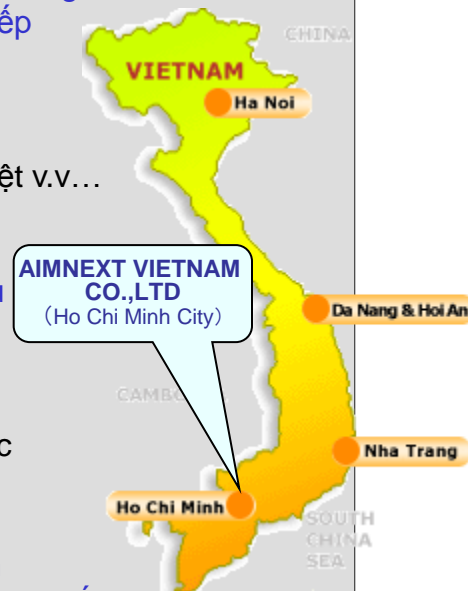 ếp
CHINA
VIETNAM
Ha Noi
ệt v.v…
AIMNEXT VIETNAM
CO.,LTD
（Ho Chi Minh City）
Da Nang & Hoi An
c
Nha Trang
Ho Chi Minh
SOUTH
CHINA
SEA